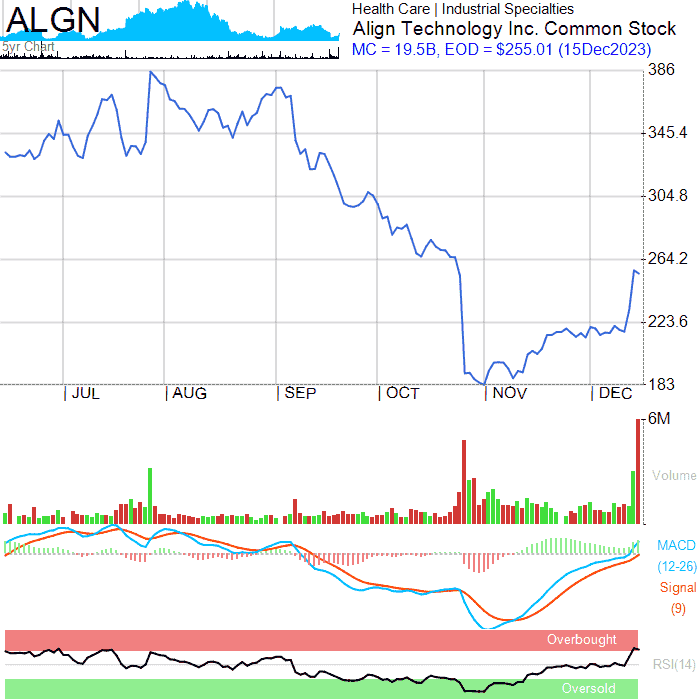 ALGN
5yr Chart
Health Care | Industrial Specialties
Align Technology Inc. Common Stock
MC = 19.5B, EOD = $255.01 (15Dec2023)
386
345.4
304.8
264.2
223.6
183
JUL AUG SEP OCT NOV DEC
6M
Volume
MACD
(12-26)
Signal
(9)
Overbought
RSI(14)
Oversold